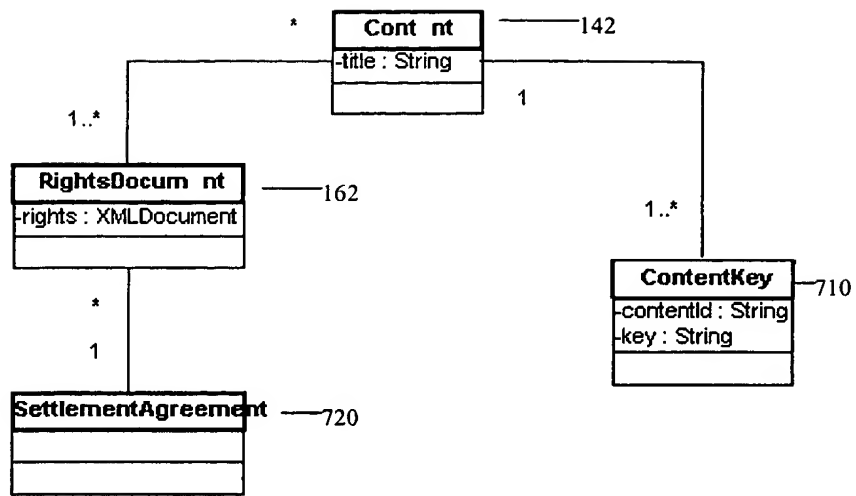 *
Cont nt
142
-title : String
1
1..*
RightsDocum nt
162
-rights : XMLDocument
1..*
ContentKey
710
-contentId : String
-key : String
*
1
SettlementAgreement
720